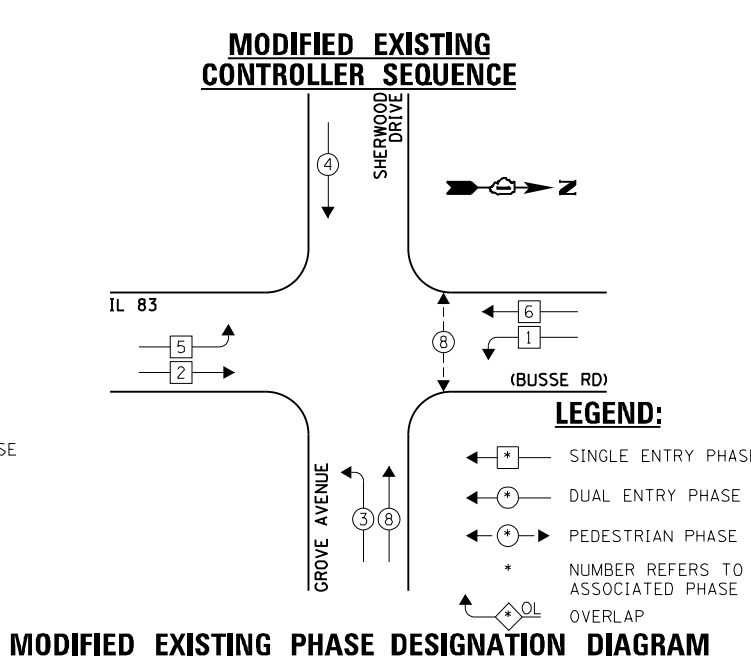 MODIFIED EXISTING
CONTROLLER SEQUENCE
SHERWOOD
DRIVE
4
N
IL 83
6
5
1
8
2
(BUSSE RD)
LEGEND:
SE
* SINGLE ENTRY PHASE
GROVE AVENUE
3
8
* DUAL ENTRY PHASE
* PEDESTRIAN PHASE
* NUMBER REFERS TO
ASSOCIATED PHASE
* OL OVERLAP
MODIFIED EXISTING PHASE DESIGNATION DIAGRAM